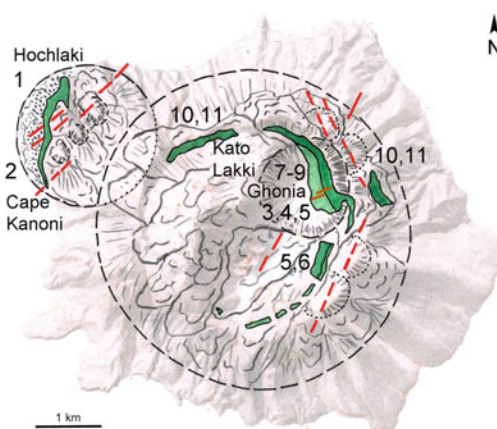 N
Hochlaki
1
10,11
Kato
Lakki
7-9
10,11
Ghonia
3,4,5
2
Cape
Kanoni
5,6
1 km